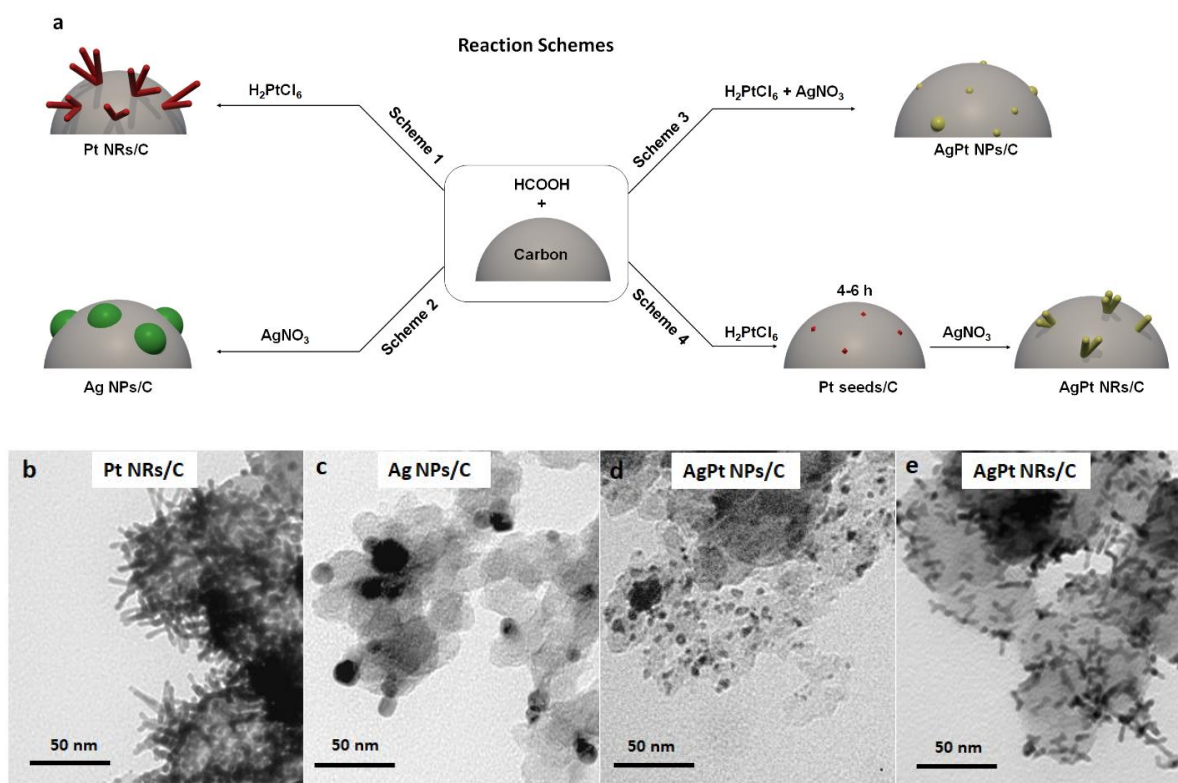 a
Reaction Schemes
H₂PtCl₆
Pt NRs/C
Scheme 1
H₂PtCl₆ + AgNO₃
AgPt NPs/C
Scheme 3
HCOOH
+
Carbon
AgNO₃
Ag NPs/C
Scheme 2
Scheme 4
H₂PtCl₆
4-6 h
Pt seeds/C
AgNO₃
AgPt NRs/C
b
Pt NRs/C
50 nm
c
Ag NPs/C
50 nm
d
AgPt NPs/C
50 nm
e
AgPt NRs/C
50 nm